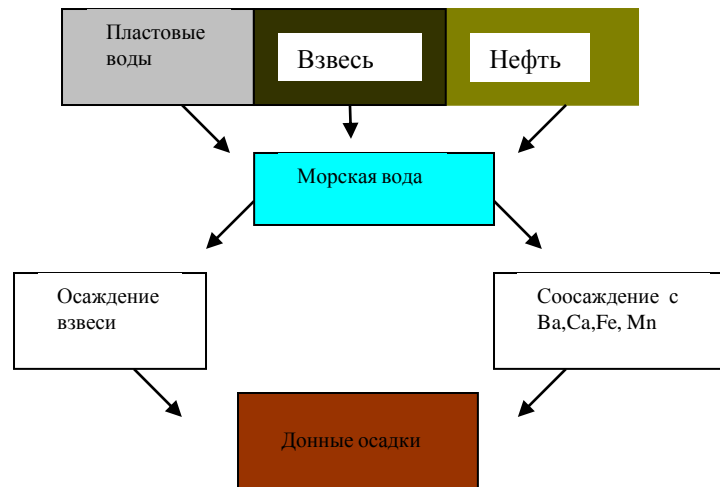 Пластовые
воды
Взвесь
Нефть
Морская вода
Осаждение
взвеси
Соосаждение с
Ba,Ca,Fe, Mn
Донные осадки